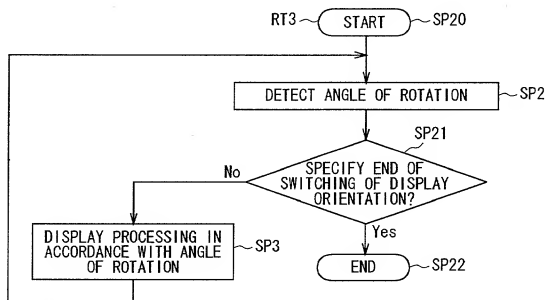 RT3
START
SP20
DETECT ANGLE OF ROTATION
SP2
SP21
SPECIFY END OF
SWITCHING OF DISPLAY
ORIENTATION?
No
Yes
DISPLAY PROCESSING IN
ACCORDANCE WITH ANGLE
OF ROTATION
SP3
END
SP22